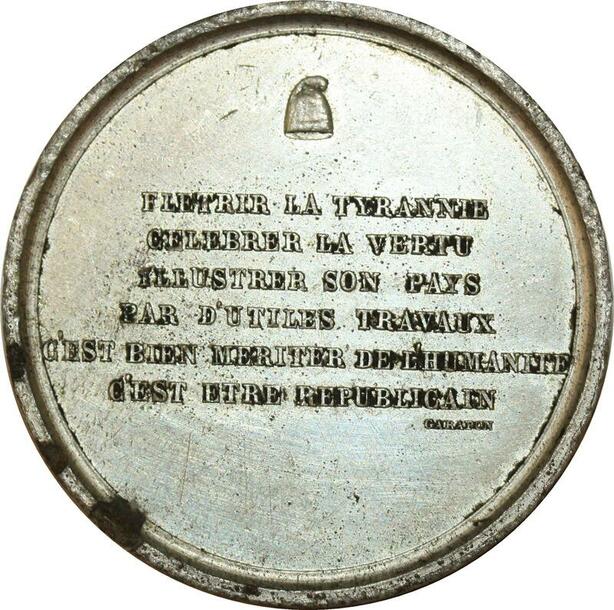 FLETRIR LA TYRANNIE
CELEBRER LA VERTU
ILLUSTRER SON PAYS
PAR D'UTILES TRAVAUX
C'EST BIEN MERITER DE L'HUMANITE
C'EST ETRE REPUBLICAIN
GARAPON